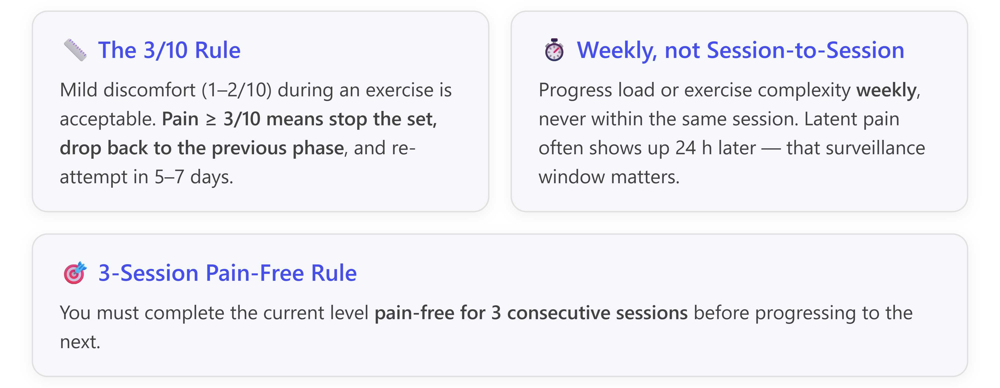 The 3/10 Rule
Mild discomfort (1–2/10) during an exercise is
acceptable. Pain ≥ 3/10 means stop the set,
drop back to the previous phase, and re-
attempt in 5–7 days.
Weekly, not Session-to-Session
Progress load or exercise complexity weekly,
never within the same session. Latent pain
often shows up 24 h later — that surveillance
window matters.
3-Session Pain-Free Rule
You must complete the current level pain-free for 3 consecutive sessions before progressing to the
next.